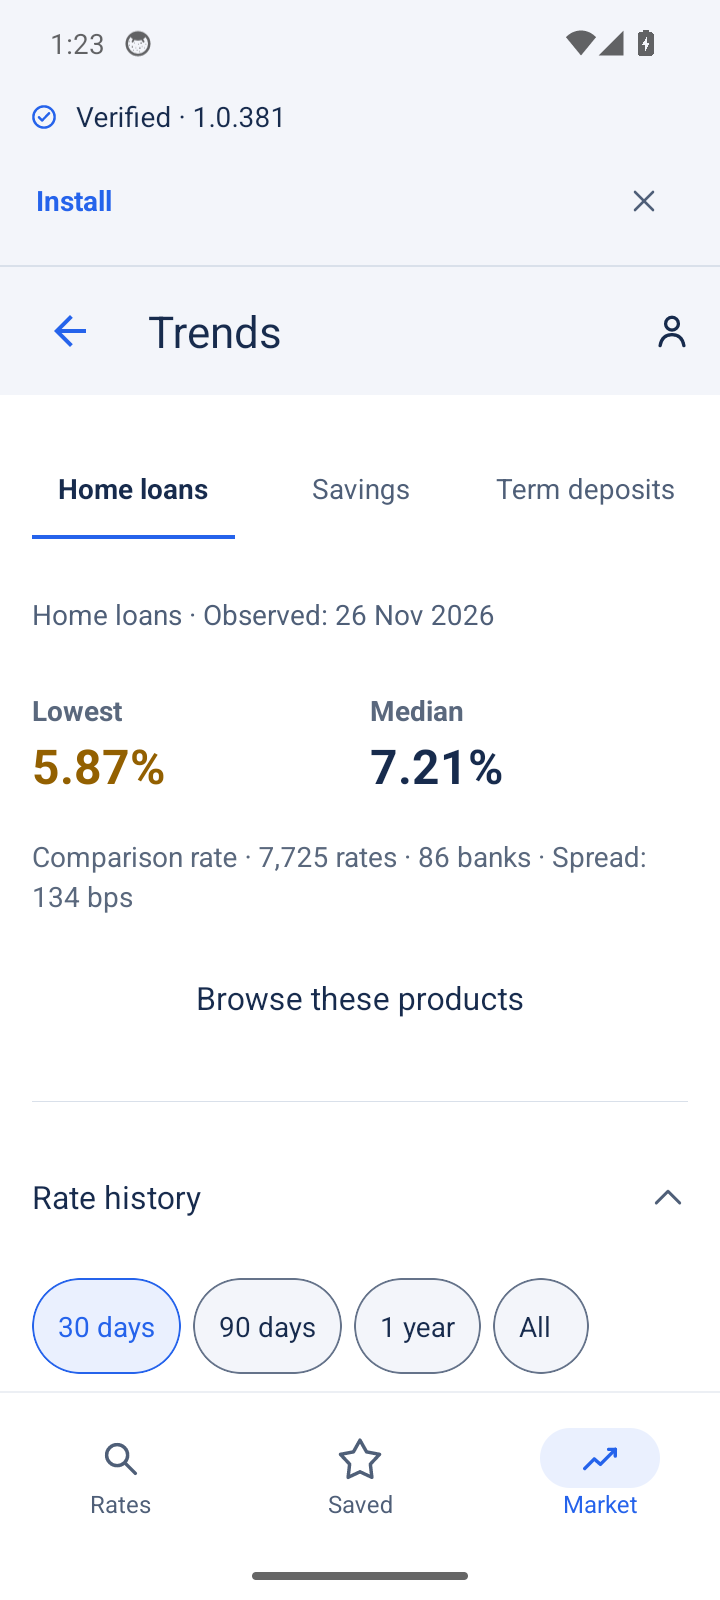 1:23
Verified · 1.0.381
Install
Trends
Home loans
Savings
Term deposits
Home loans · Observed: 26 Nov 2026
Lowest
Median
5.87%
7.21%
Comparison rate · 7,725 rates · 86 banks · Spread:
134 bps
Browse these products
Rate history
30 days
90 days
1 year
All
Rates
Saved
Market